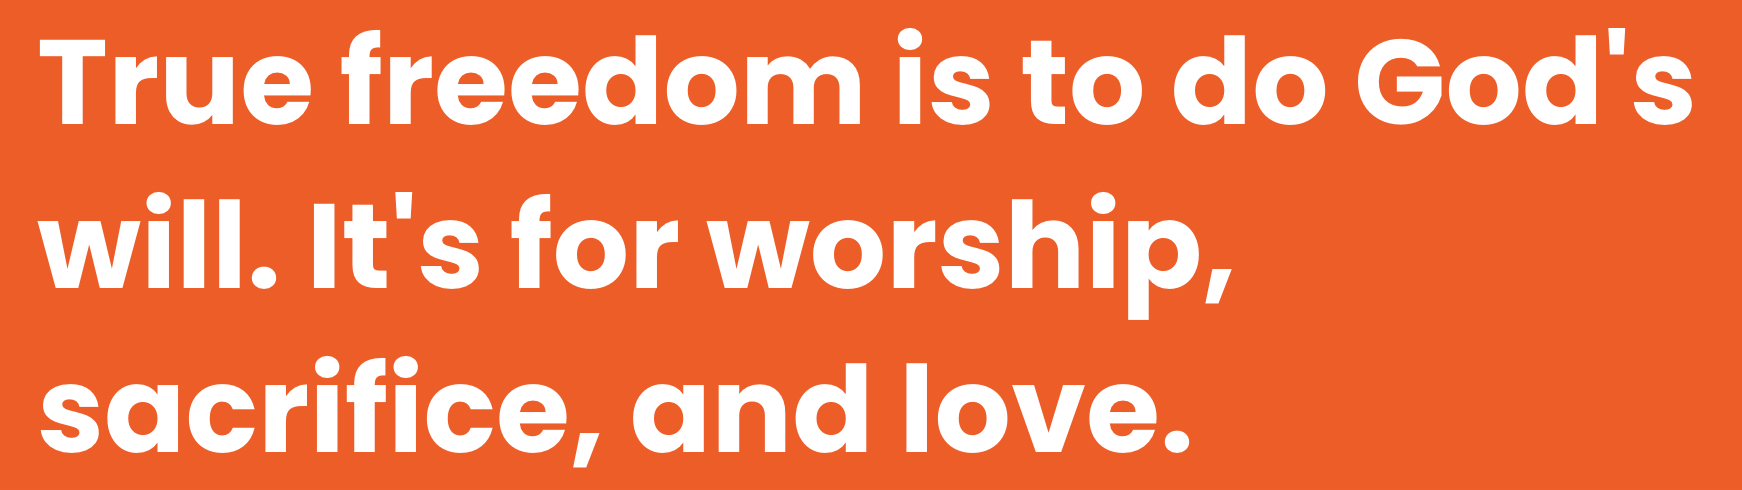 True freedom is to do God's
will. It's for worship,
sacrifice, and love.